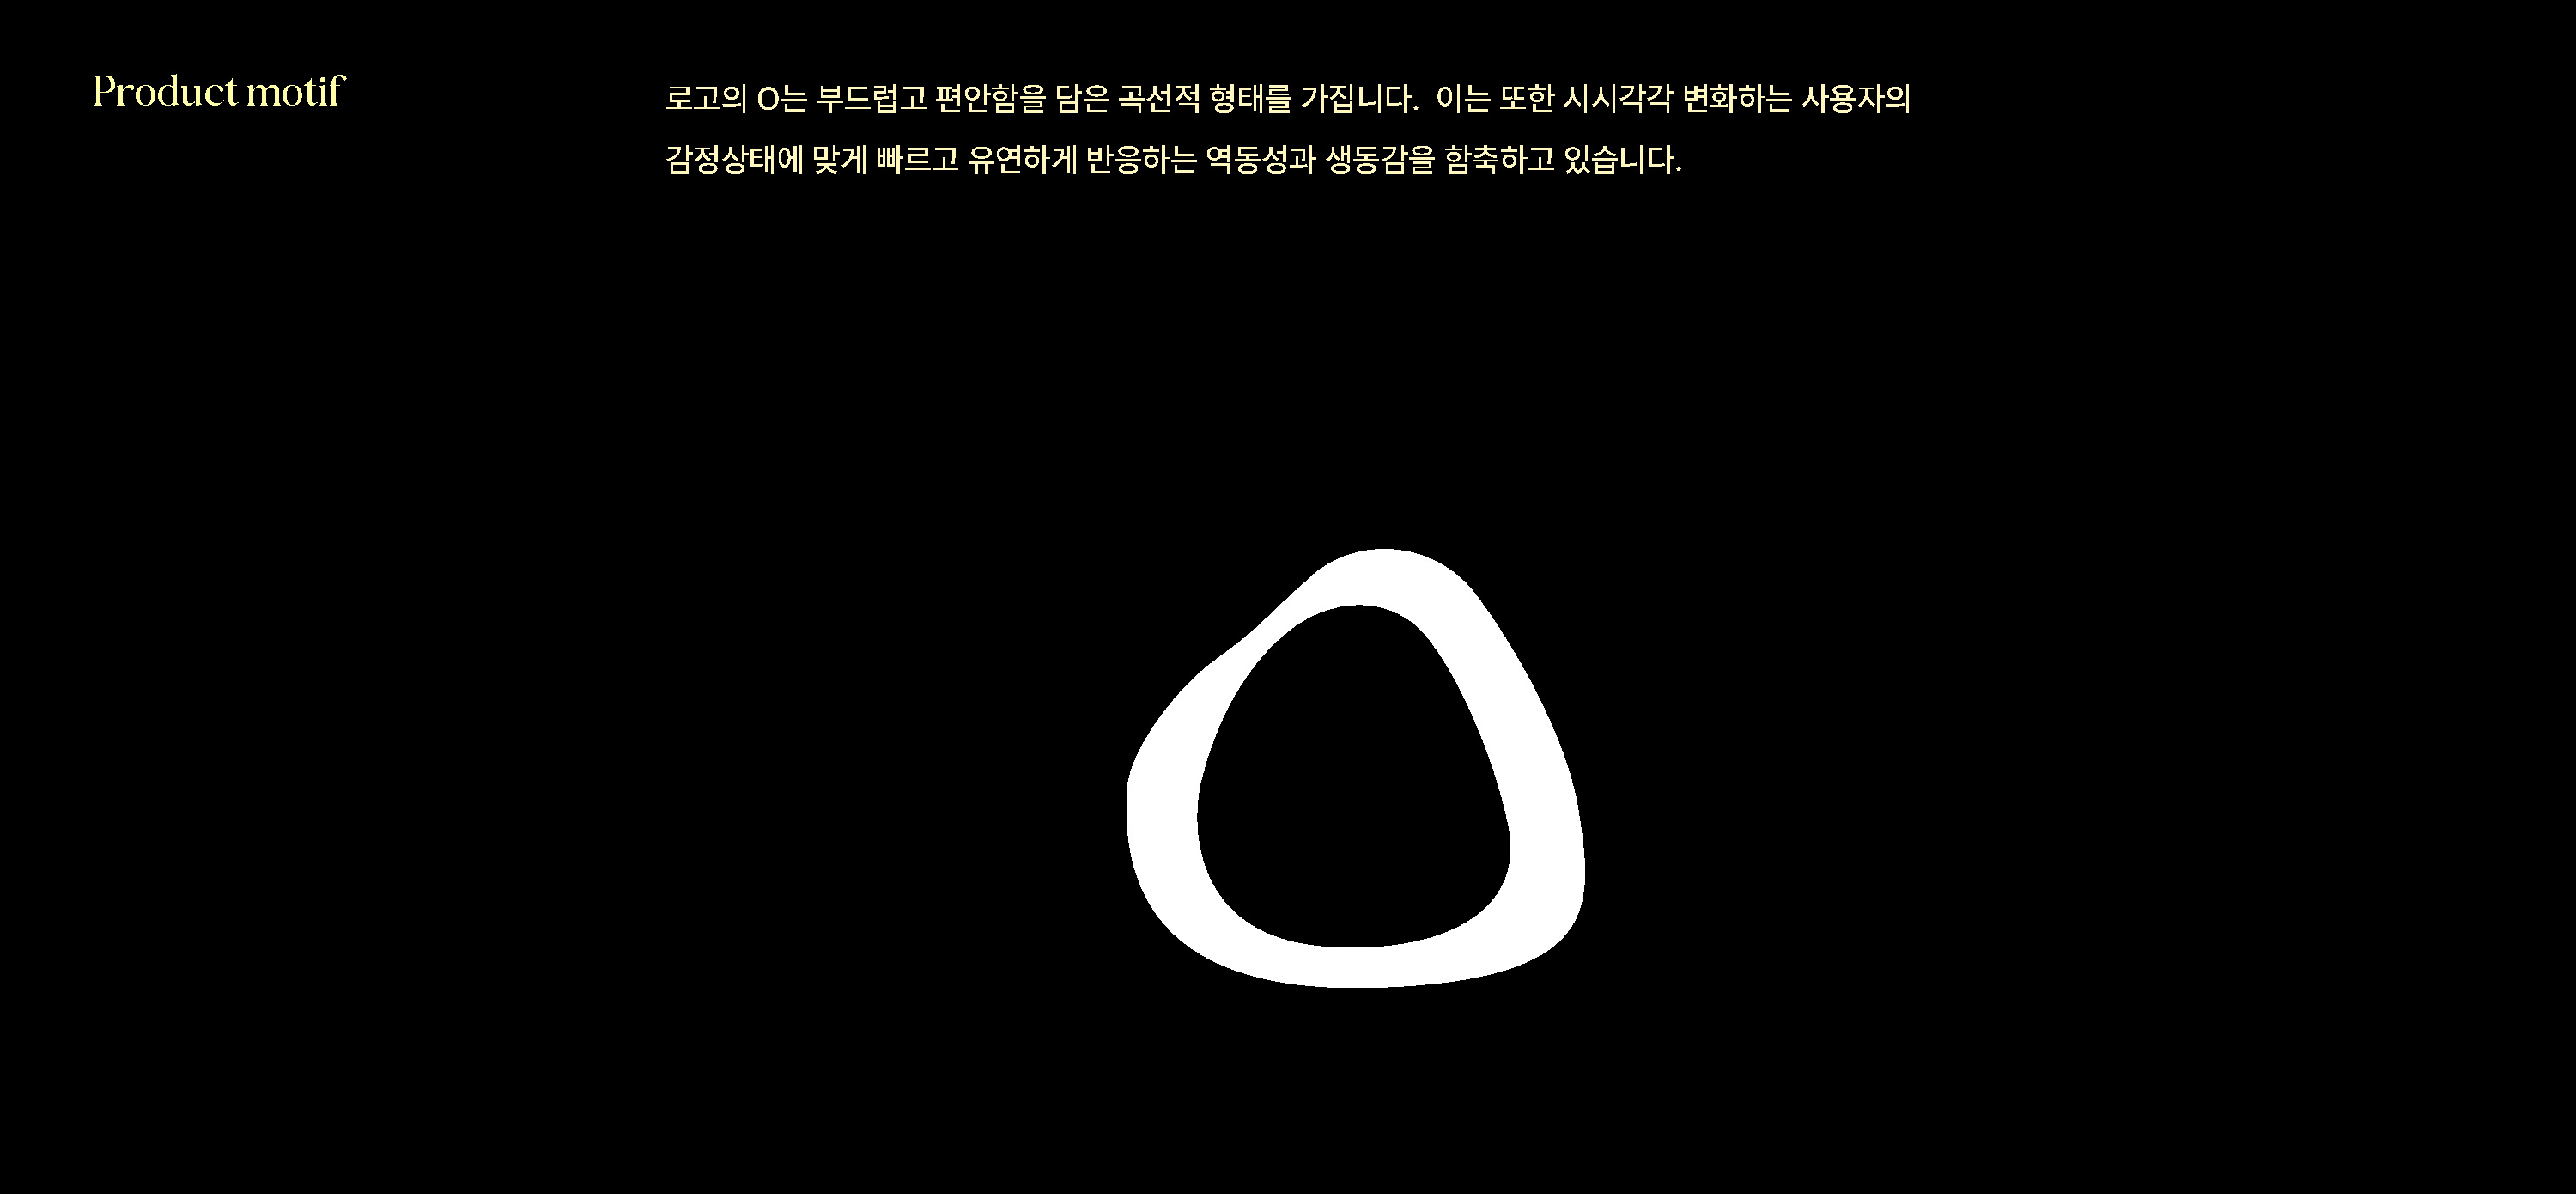 Product motif
로고의 O는 부드럽고 편안함을 담은 곡선적 형태를 가집니다. 이는 또한 시시각각 변화하는 사용자의
감정상태에 맞게 빠르고 유연하게 반응하는 역동성과 생동감을 함축하고 있습니다.